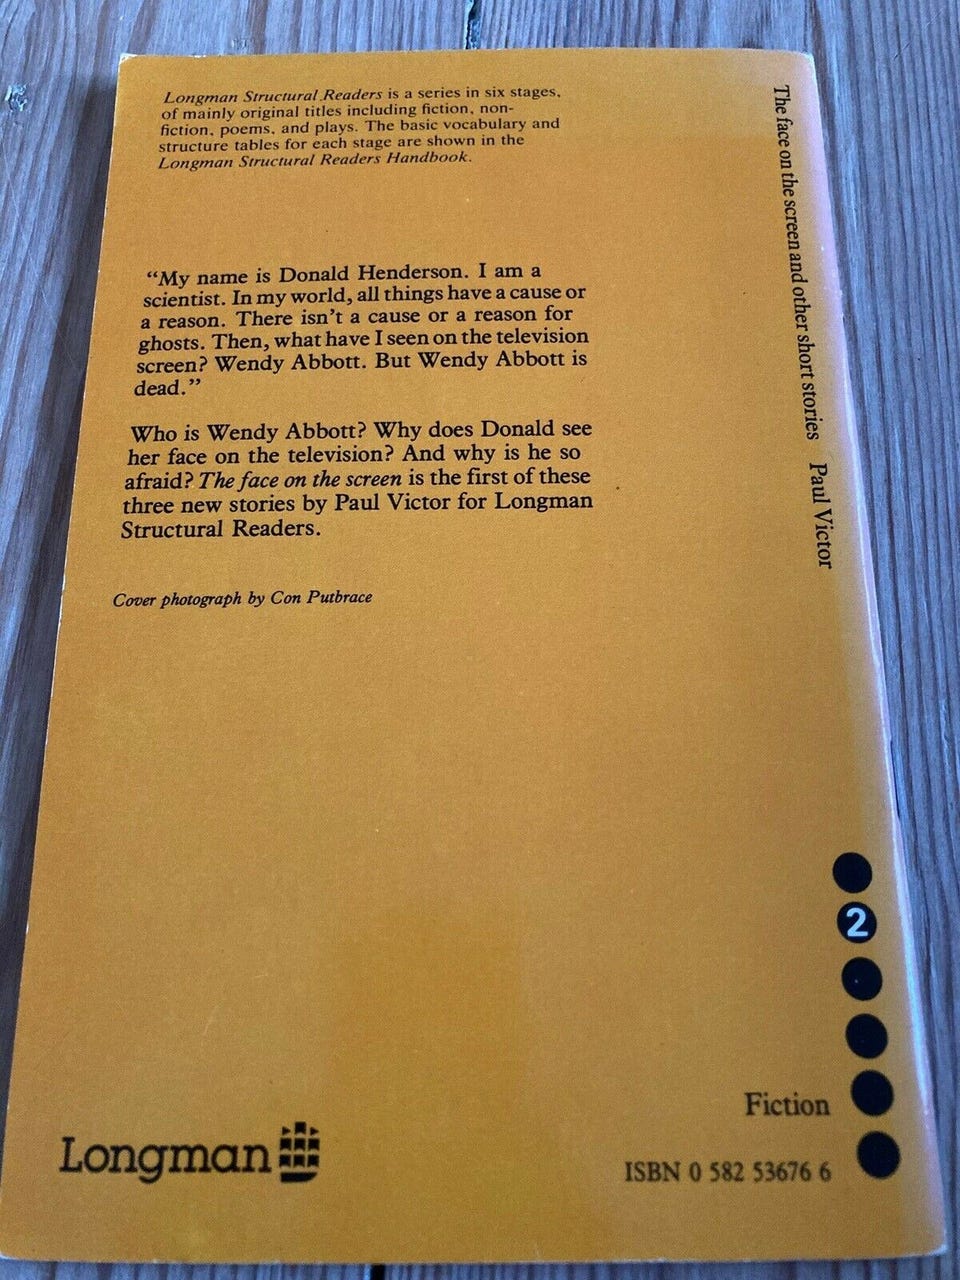 Longman Structural Readers is a series in six stages,
of mainly original titles including fiction, non-
fiction, poems, and plays. The basic vocabulary and
structure tables for each stage are shown in the
Longman Structural Readers Handbook.
“My name is Donald Henderson. I am a
scientist. In my world, all things have a cause or
a reason. There isn’t a cause or a reason for
ghosts. Then, what have I seen on the television
screen? Wendy Abbott. But Wendy Abbott is
dead.”
Who is Wendy Abbott? Why does Donald see
her face on the television? And why is he so
afraid? The face on the screen is the first of these
three new stories by Paul Victor for Longman
Structural Readers.
Cover photograph by Con Putbrace
The face on the screen and other short stories Paul Victor
2
Fiction
Longman
ISBN 0 582 53676 6